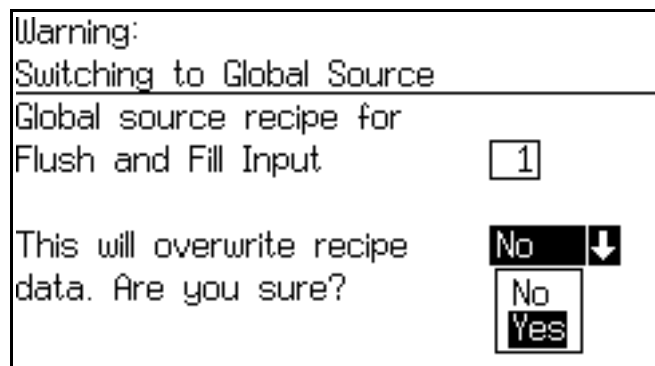 Warning:
Switching to Global Source
Global source recipe for
Flush and Fill Input 1
This will overwrite recipe No
data. Are you sure? No
Yes